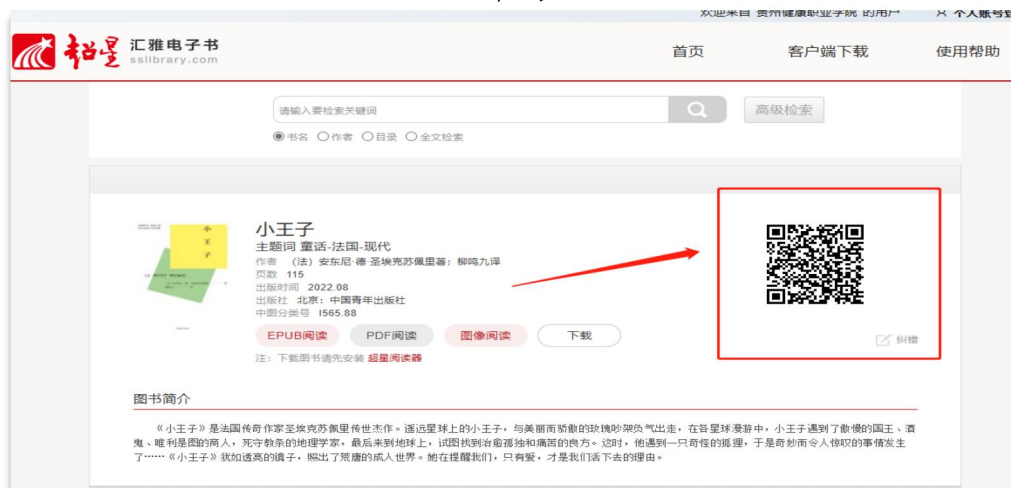 欢迎来自 贵州健康职业学院 的用户
个人账号登
超星 汇雅电子书
sslibrary.com
首页
客户端下载
使用帮助
请输入要检索关键词
高级检索
书名 作者 目录 全文检索
小王子
小王子
主题词 童话-法国-现代
作者 (法) 安东尼·德·圣埃克苏佩里著；柳鸣九译
页数 115
出版时间 2022.08
出版社 北京：中国青年出版社
中图分类号 I565.88
EPUB阅读
PDF阅读
图像阅读
下载
纠错
注：下载图书请先安装 超星阅读器
图书简介
《小王子》是法国传奇作家圣埃克苏佩里传世杰作。遥远星球上的小王子，与美丽而骄傲的玫瑰吵架负气出走，在各星球漫游中，小王子遇到了傲慢的国王、酒
鬼、唯利是图的商人，死守教条的地理学家，最后来到地球上，试图找到治愈孤独和痛苦的良方。这时，他遇到一只奇怪的狐狸，于是奇妙而令人惊叹的事情发生
了……《小王子》犹如透亮的镜子，照出了荒唐的成人世界。她在提醒我们，只有爱，才是我们活下去的理由。